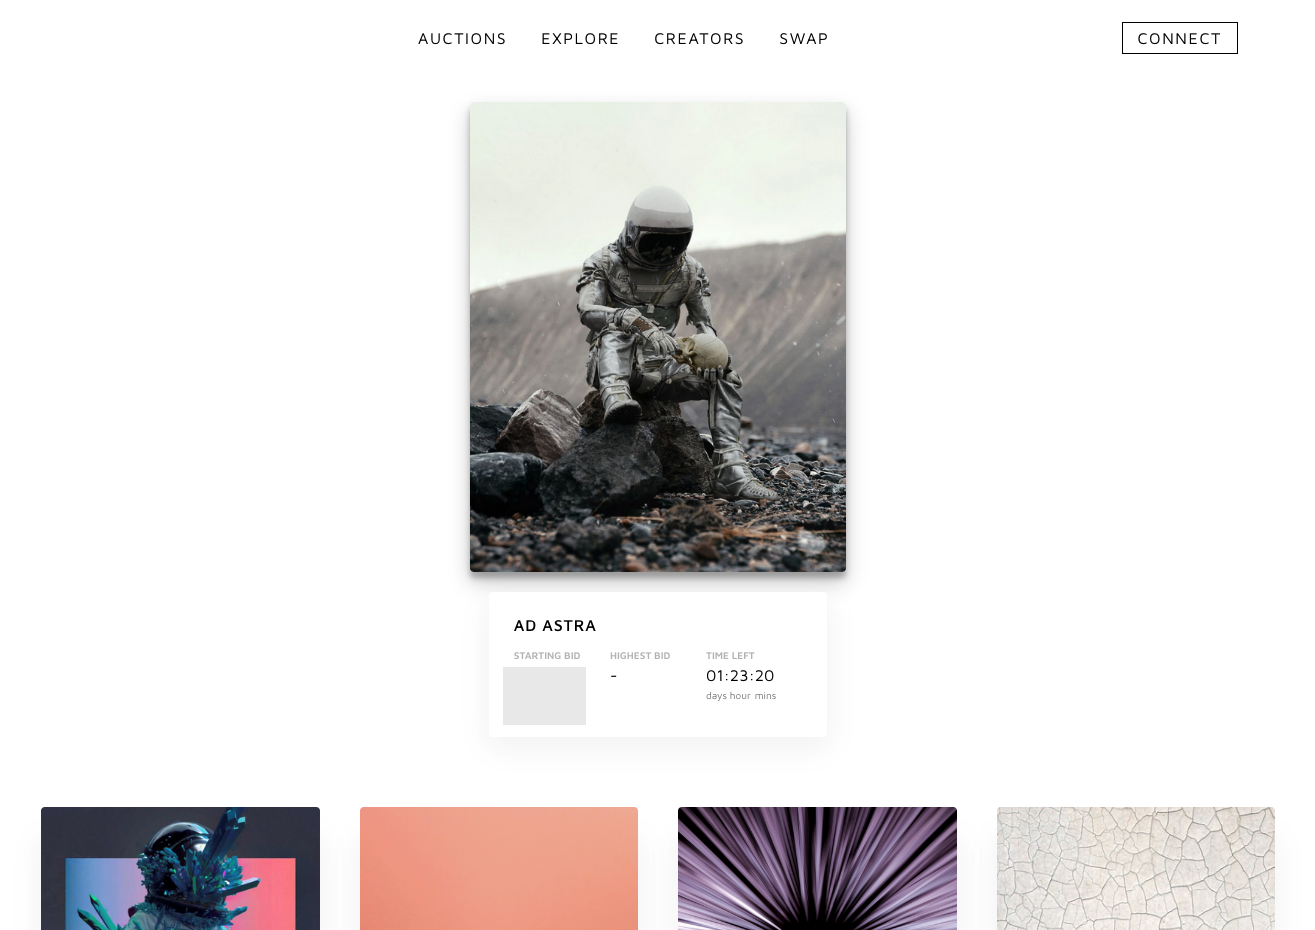 AUCTIONS EXPLORE CREATORS SWAP CONNECT
AD ASTRA
STARTING BID HIGHEST BID TIME LEFT
- 01:23:20
days hour mins